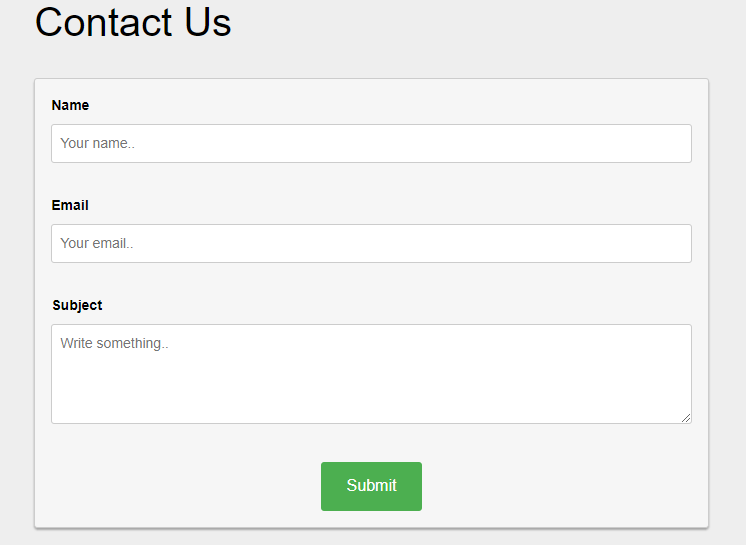 Contact Us
Name
Your name..
Email
Your email..
Subject
Write something..
Submit